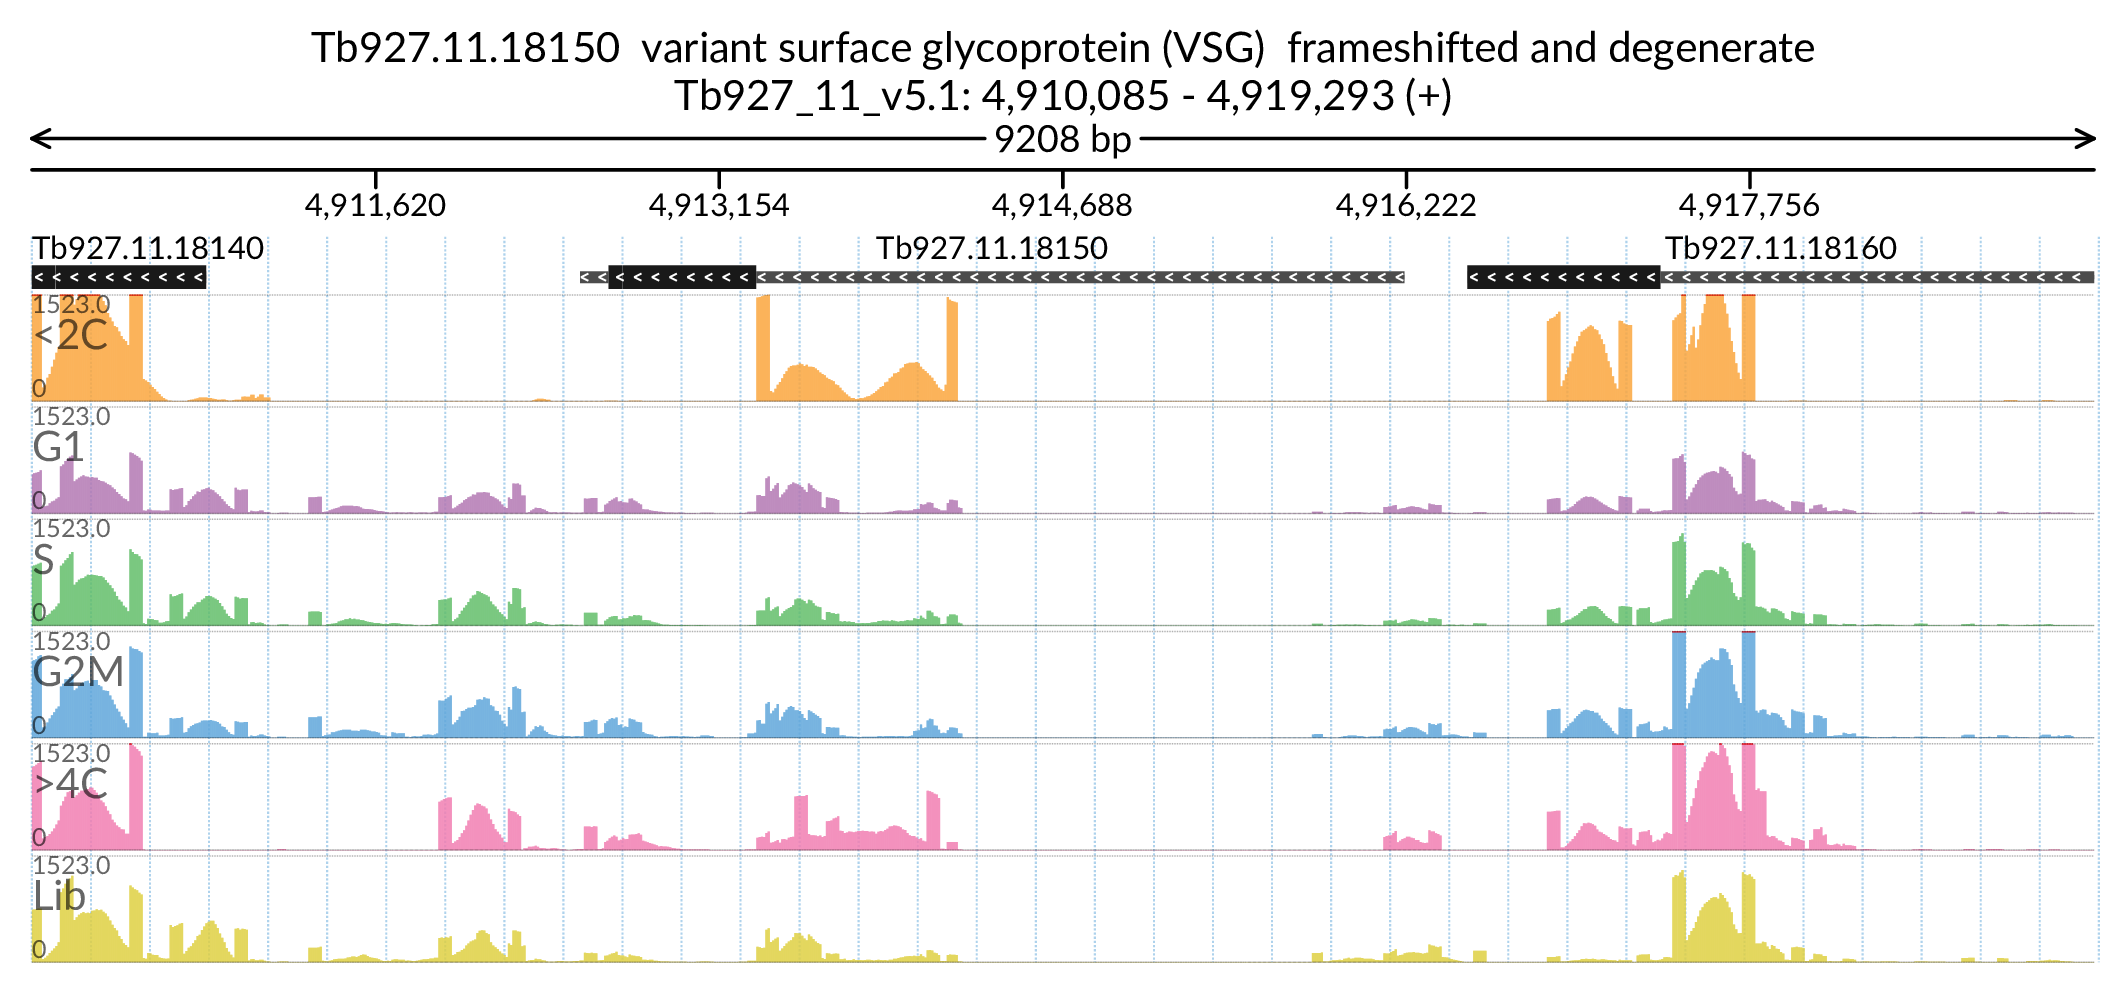 Tb927.11.18150  variant surface glycoprotein (VSG)  frameshifted and degenerate
Tb927_11_v5.1: 4,910,085 - 4,919,293 (+)
9208 bp
4,911,620 4,913,154 4,914,688 4,916,222 4,917,756
Tb927.11.18140 Tb927.11.18150 Tb927.11.18160
1523.0
<2C
0
1523.0
G1
0
1523.0
S
0
1523.0
G2M
0
1523.0
>4C
0
1523.0
Lib
0